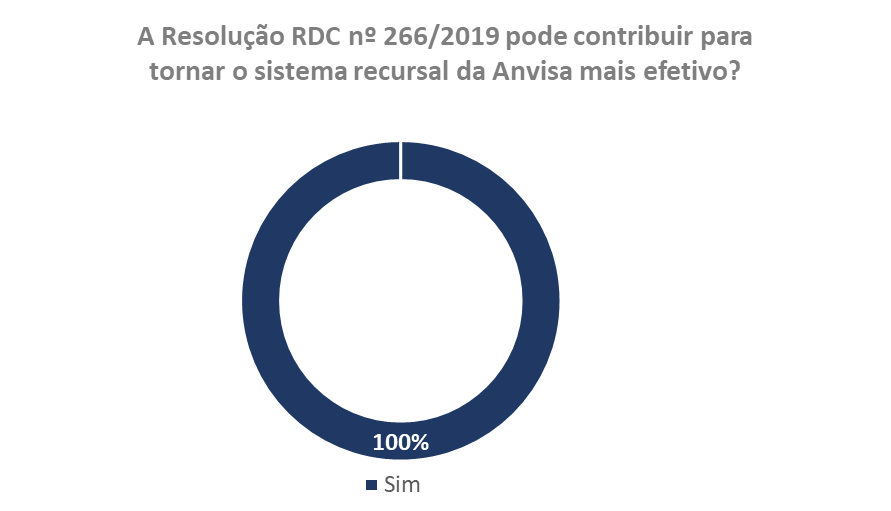 A Resolução RDC nº 266/2019 pode contribuir para
tornar o sistema recursal da Anvisa mais efetivo?
100%
Sim